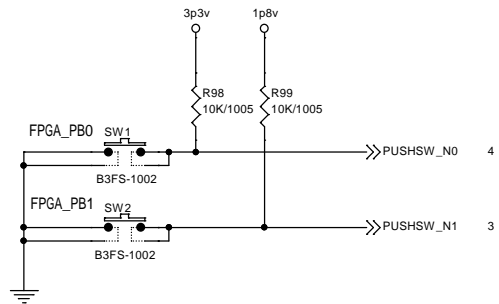 3p3v 1p8v
R98 R99
10K/1005 10K/1005
FPGA_PB0 SW1
PUSHSW_N0 4
B3FS-1002
FPGA_PB1 SW2
PUSHSW_N1 3
B3FS-1002